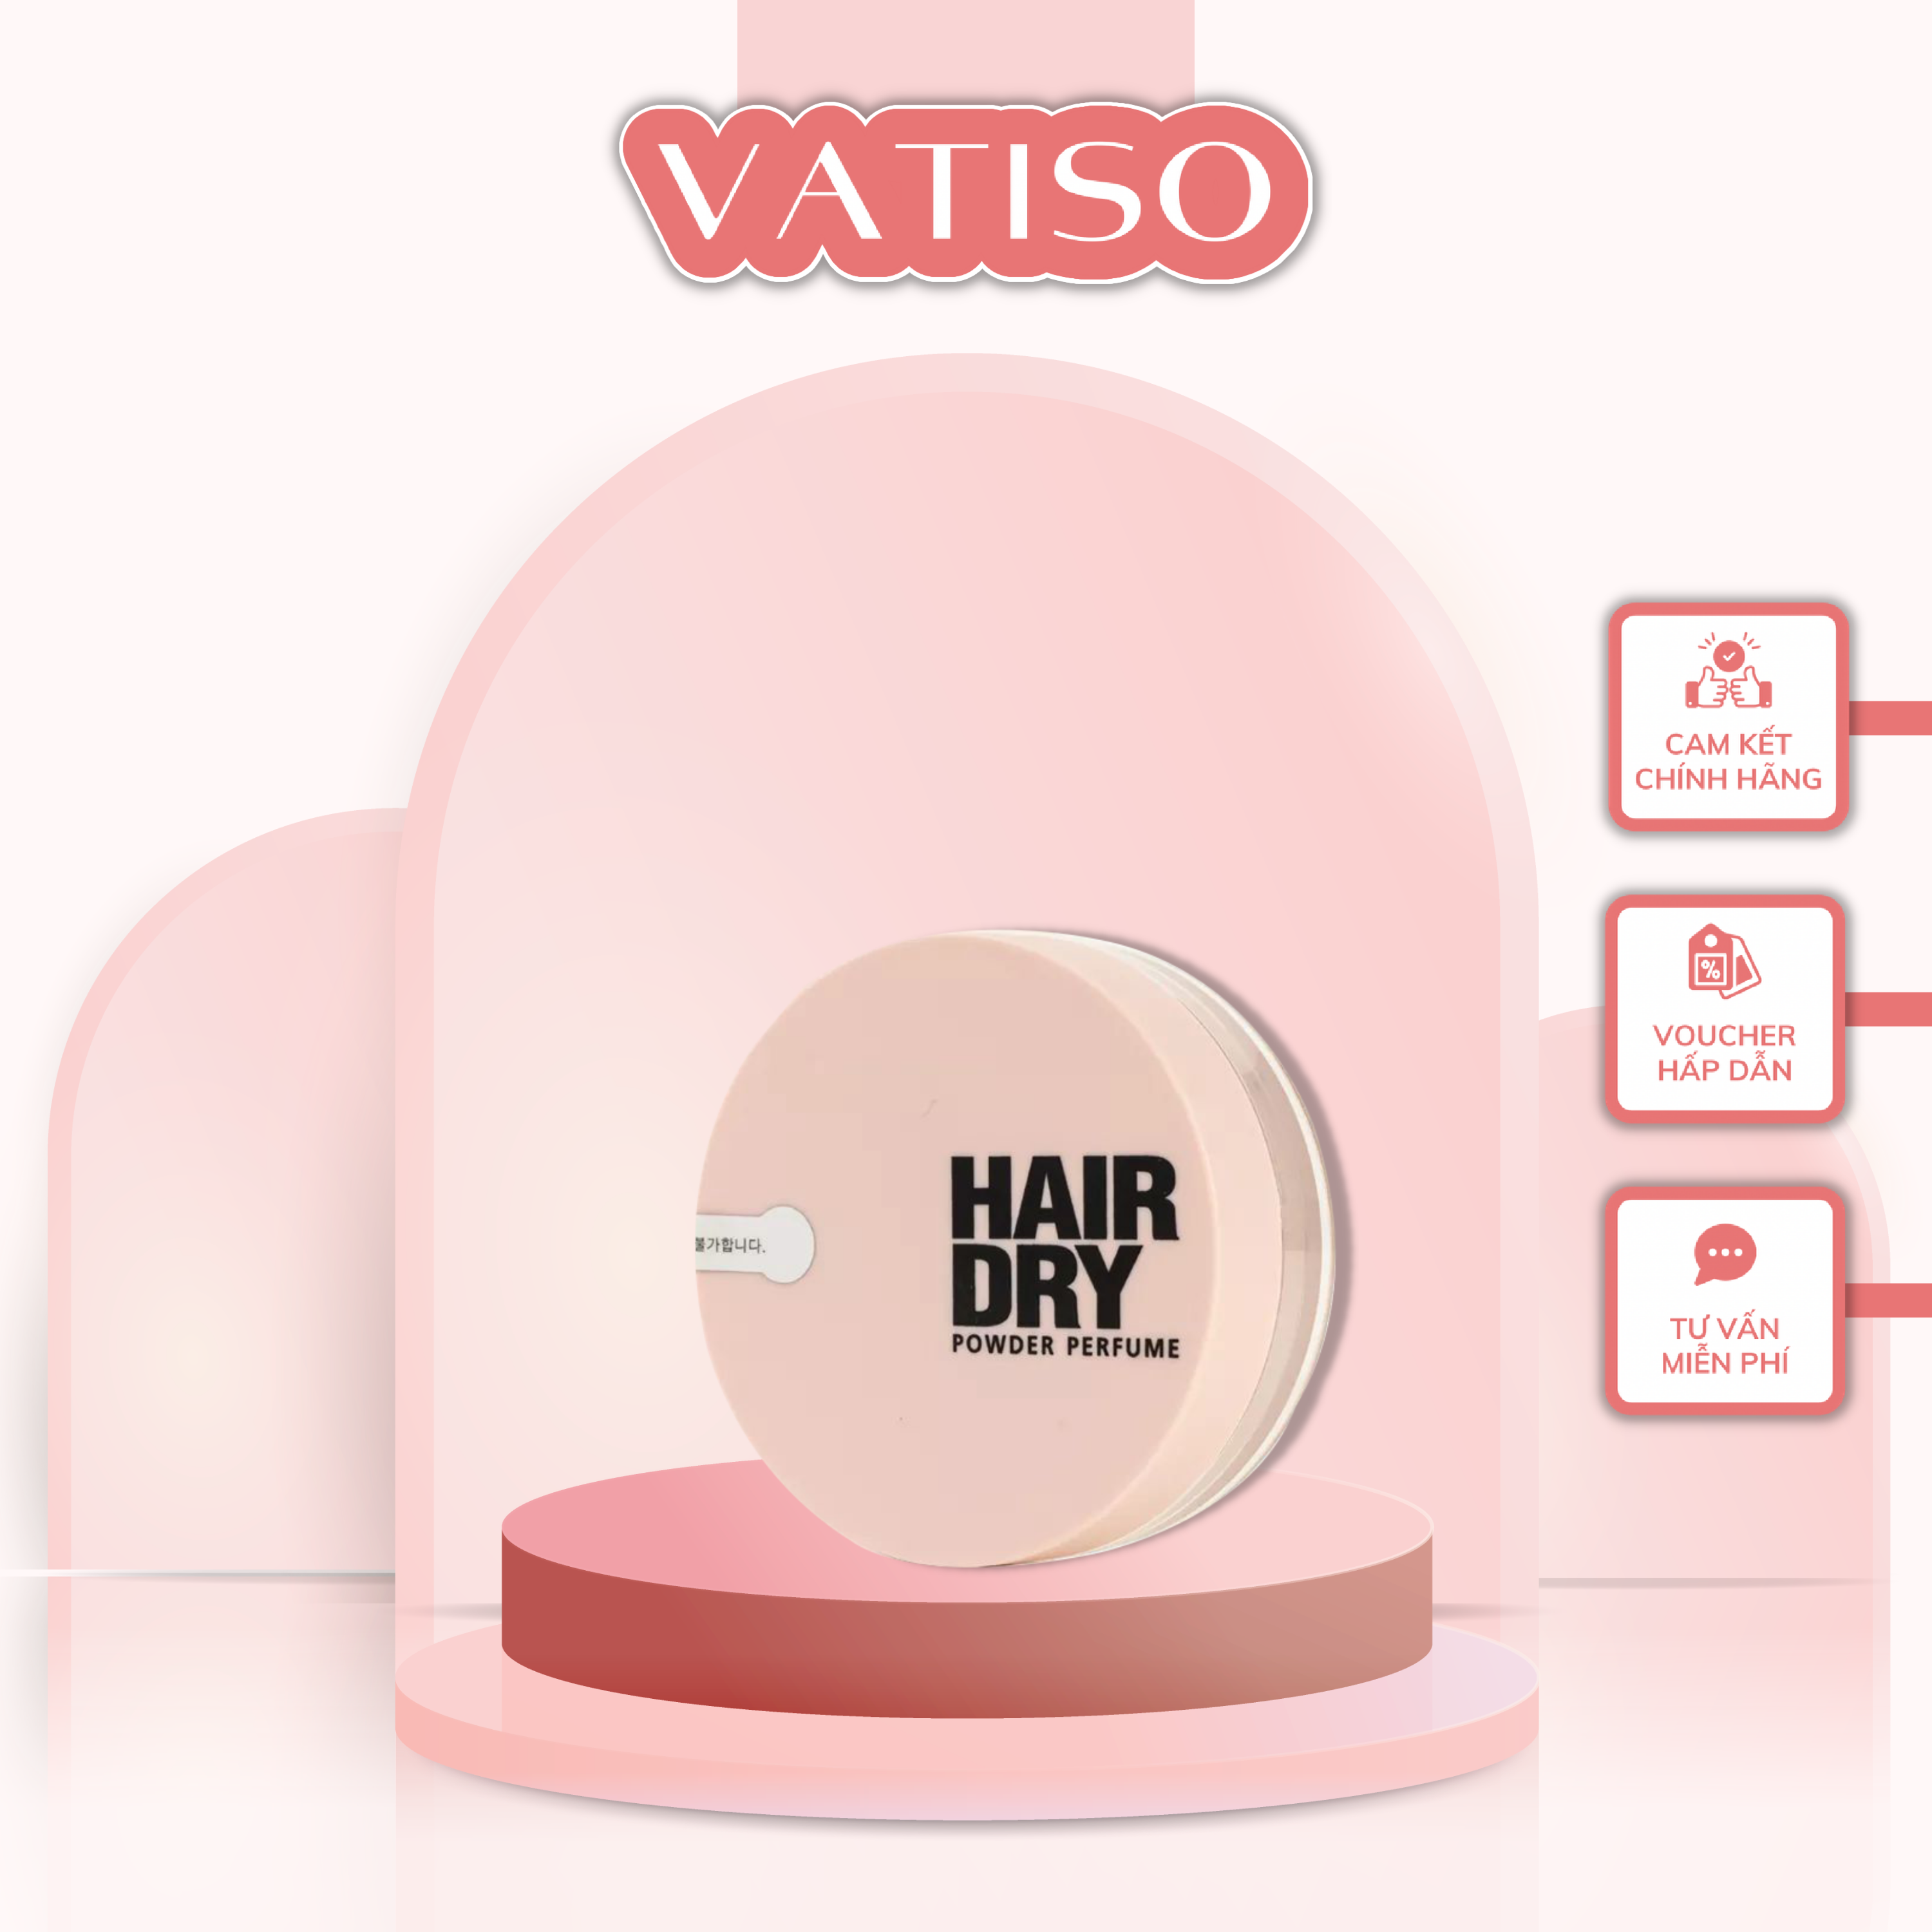 VATISO
CAM KẾT
CHÍNH HÃNG
VOUCHER
HẤP DẪN
TƯ VẤN
MIỄN PHÍ
불가합니다.
HAIR
DRY
POWDER PERFUME
%